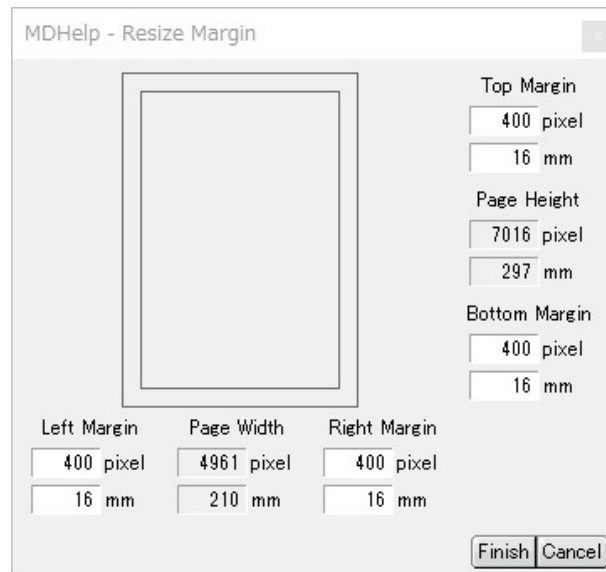 MDHelp - Resize Margin
x
Top Margin
400 pixel
16 mm
Page Height
7016 pixel
297 mm
Bottom Margin
400 pixel
16 mm
Left Margin Page Width Right Margin
400 pixel 4961 pixel 400 pixel
16 mm 210 mm 16 mm
Finish Cancel